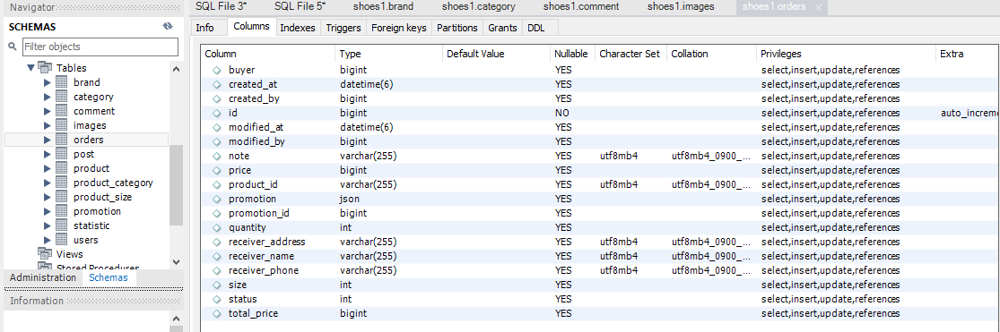 Navigator
SQL File 3* SQL File 5* shoes1.brand shoes1.category shoes1.comment shoes1.images shoes1.orders
SCHEMAS
Info Columns Indexes Triggers Foreign keys Partitions Grants DDL
Filter objects
Tables
brand
category
comment
images
orders
post
product
product_category
product_size
promotion
statistic
users
Views
Stored Procedures
Administration Schemas
Information
Column Type Default Value Nullable Character Set Collation Privileges Extra
buyer bigint YES select,insert,update,references
created_at datetime(6) YES select,insert,update,references
created_by bigint YES select,insert,update,references
id bigint NO select,insert,update,references auto_increme
modified_at datetime(6) YES select,insert,update,references
modified_by bigint YES select,insert,update,references
note varchar(255) YES utf8mb4 utf8mb4_0900_... select,insert,update,references
price bigint YES select,insert,update,references
product_id varchar(255) YES utf8mb4 utf8mb4_0900_... select,insert,update,references
promotion json YES select,insert,update,references
promotion_id bigint YES select,insert,update,references
quantity int YES select,insert,update,references
receiver_address varchar(255) YES utf8mb4 utf8mb4_0900_... select,insert,update,references
receiver_name varchar(255) YES utf8mb4 utf8mb4_0900_... select,insert,update,references
receiver_phone varchar(255) YES utf8mb4 utf8mb4_0900_... select,insert,update,references
size int YES select,insert,update,references
status int YES select,insert,update,references
total_price bigint YES select,insert,update,references